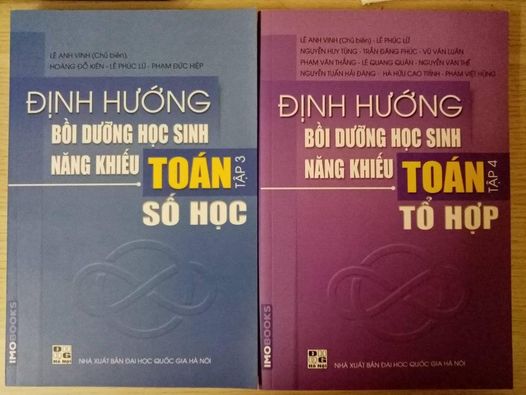 LÊ ANH VINH (Chủ biên),
HOÀNG ĐỖ KIÊN - LÊ PHÚC LỮ - PHẠM ĐỨC HIỆP
ĐỊNH HƯỚNG
BỒI DƯỠNG HỌC SINH
NĂNG KHIẾU
TOÁN
TẬP 3
SỐ HỌC
IMOBOOKS
NHÀ XUẤT BẢN ĐẠI HỌC QUỐC GIA HÀ NỘI
LÊ ANH VINH (Chủ biên) - LÊ PHÚC LỮ
NGUYỄN HUY TÙNG - TRẦN ĐĂNG PHÚC - VŨ VĂN LUÂN
PHẠM VĂN THẮNG - LÊ QUANG QUÂN - NGUYỄN VĂN THẾ
NGUYỄN TUẤN HẢI ĐĂNG - HÀ HỮU CAO TRÌNH - PHẠM VIỆT HÙNG
ĐỊNH HƯỚNG
BỒI DƯỠNG HỌC SINH
NĂNG KHIẾU
TOÁN
TẬP 4
TỔ HỢP
IMOBOOKS
NHÀ XUẤT BẢN ĐẠI HỌC QUỐC GIA HÀ NỘI